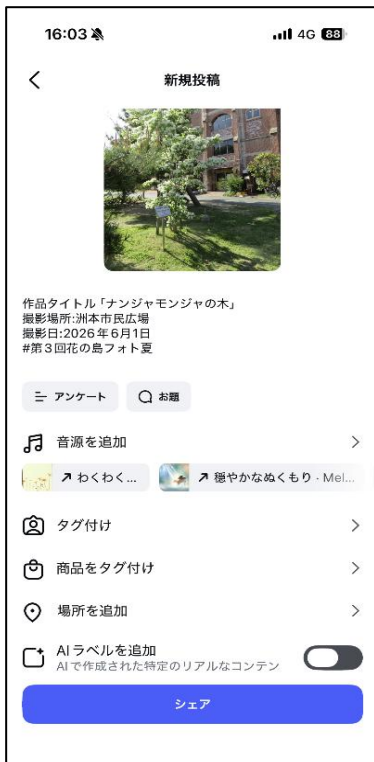 16:03
4G 88
新規投稿
作品タイトル「ナンジャモンジャの木」
撮影場所:洲本市民広場
撮影日:2026年6月1日
#第3回花の島フォト夏
アンケート
お題
音源を追加
わくわく...
穏やかなぬくもり · Mel...
タグ付け
商品をタグ付け
場所を追加
AIラベルを追加
AIで作成された特定のリアルなコンテン
シェア